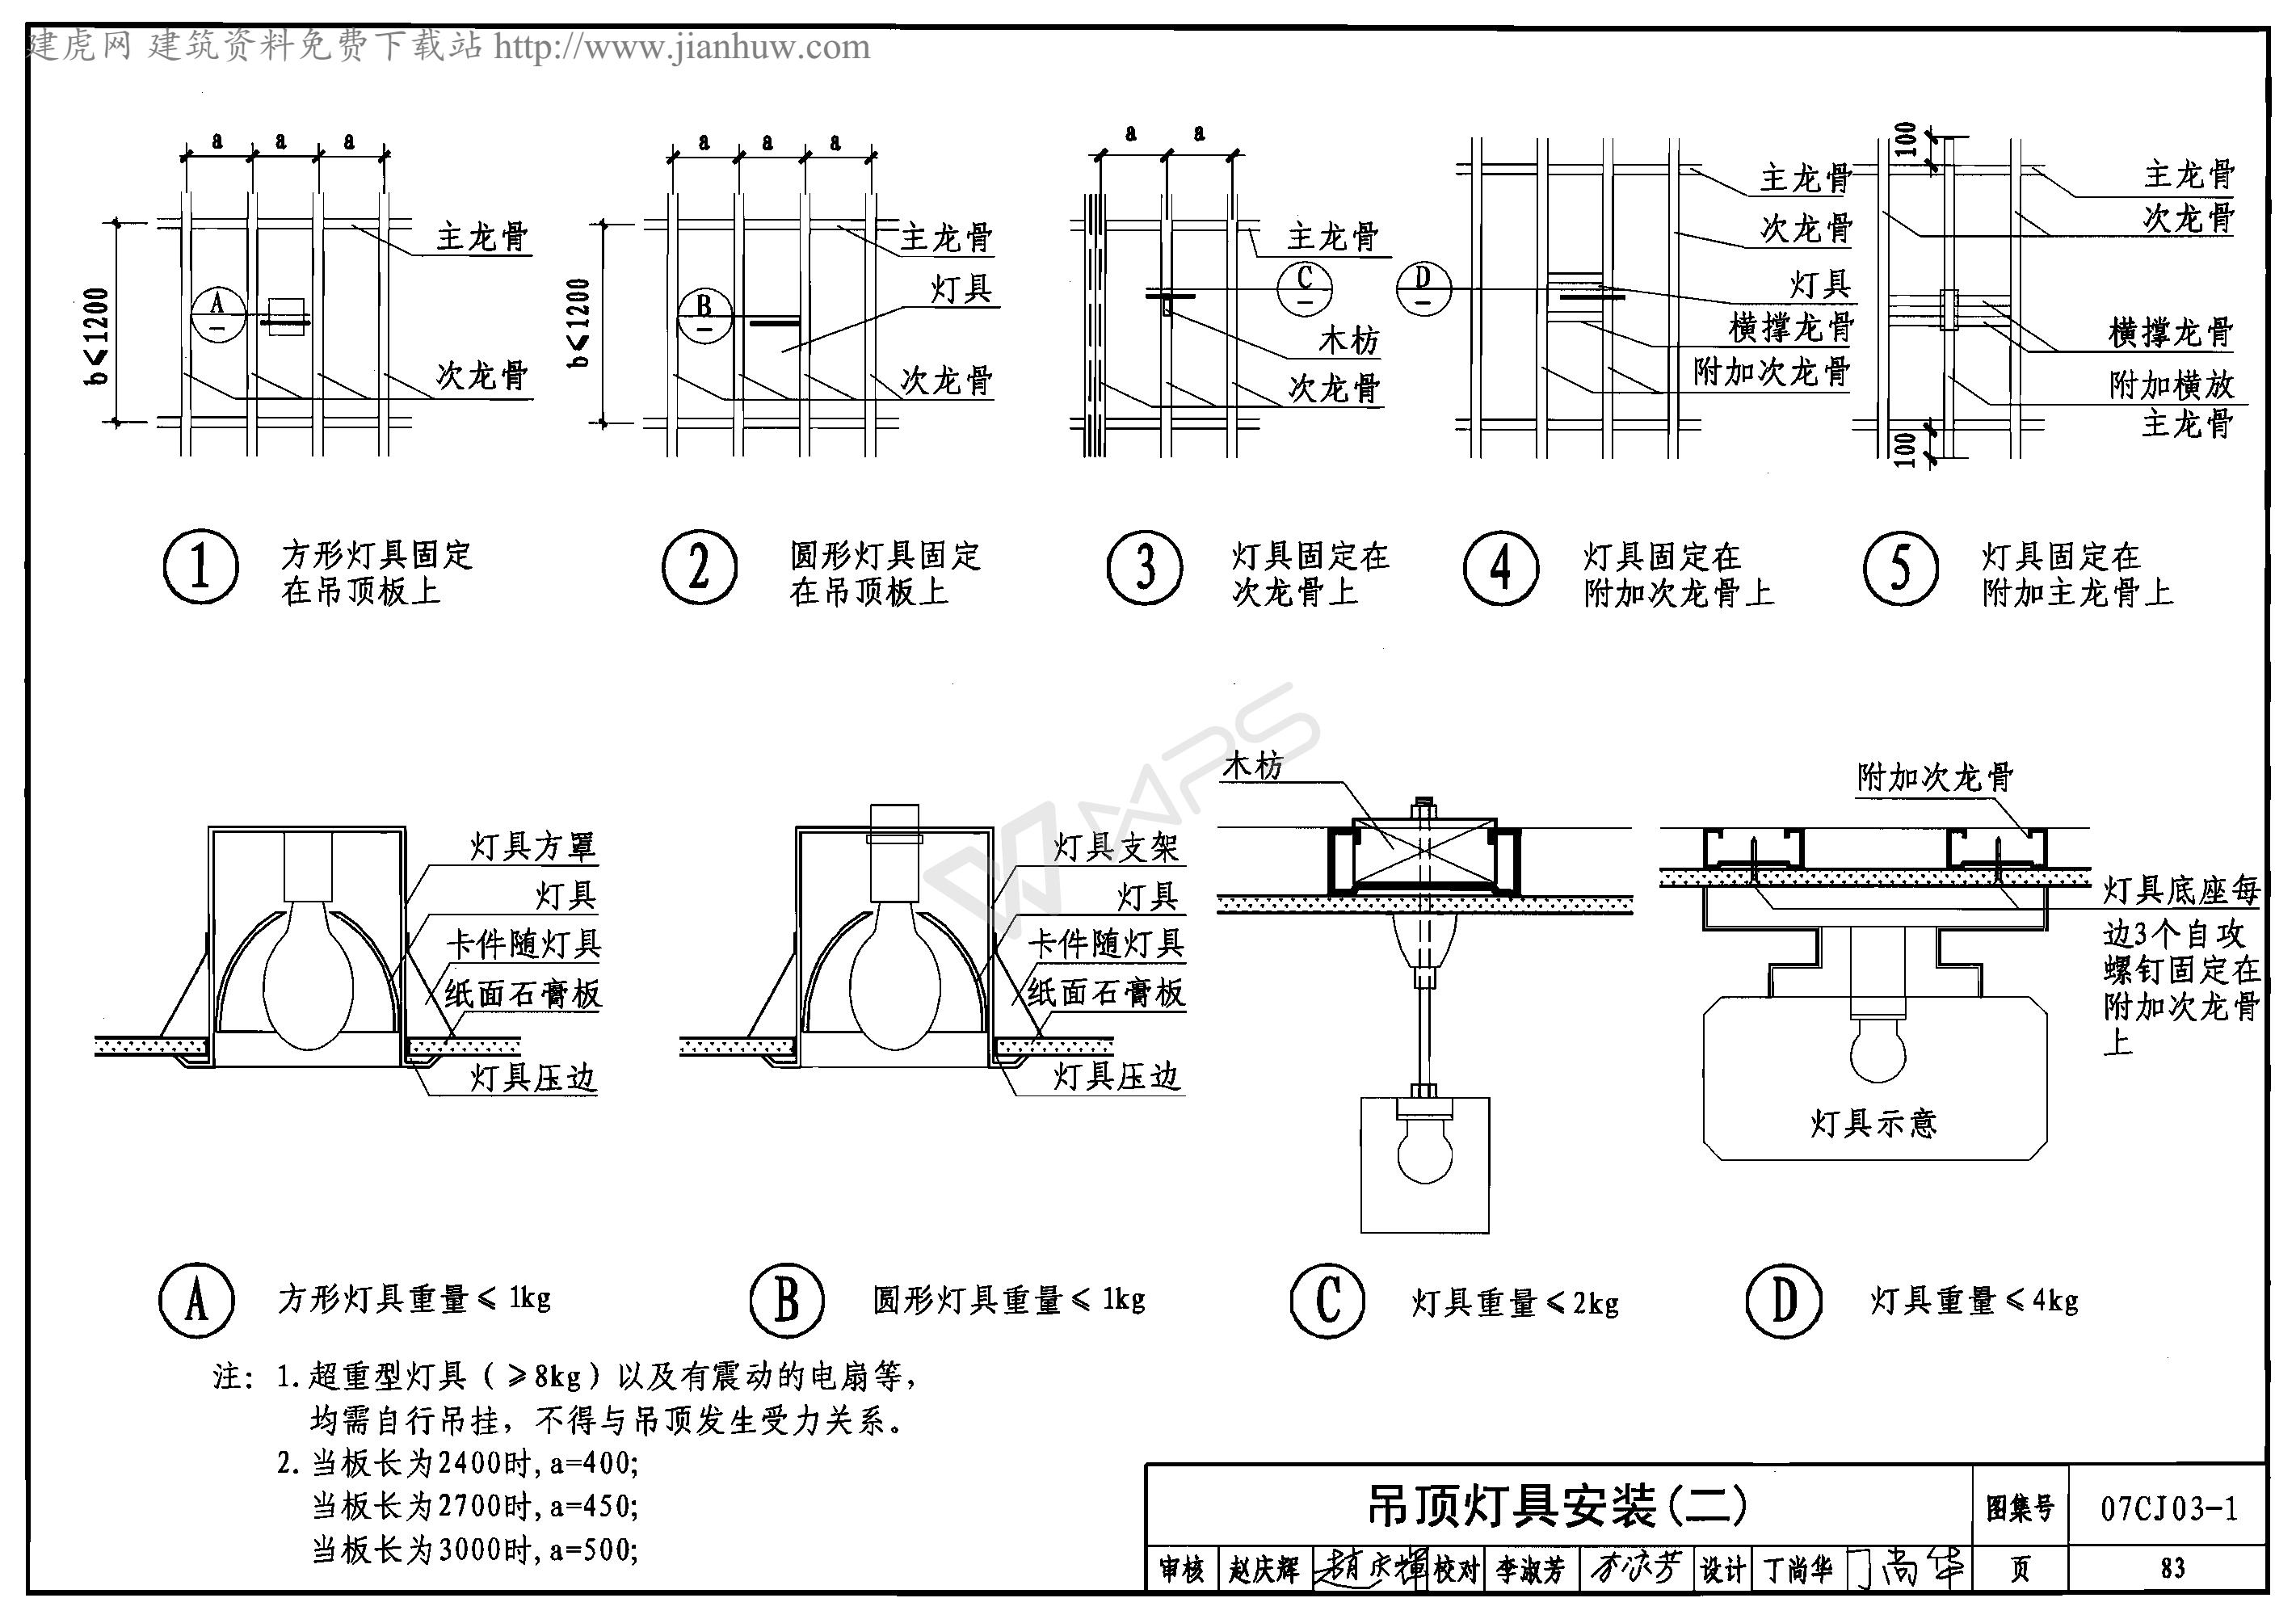 建虎网 建筑资料免费下载站 http://www.jianhuw.com
a a a
b≤1200
主龙骨
A
次龙骨
a a a
b≤1200
主龙骨
灯具
B
次龙骨
a a
主龙骨
C
木枋
次龙骨
D
主龙骨
次龙骨
灯具
横撑龙骨
附加次龙骨
100
主龙骨
次龙骨
横撑龙骨
附加横放
主龙骨
100
1 方形灯具固定
在吊顶板上
2 圆形灯具固定
在吊顶板上
3 灯具固定在
次龙骨上
4 灯具固定在
附加次龙骨上
5 灯具固定在
附加主龙骨上
WPS
灯具方罩
灯具
卡件随灯具
纸面石膏板
灯具压边
灯具支架
灯具
卡件随灯具
纸面石膏板
灯具压边
木枋
附加次龙骨
灯具底座每
边3个自攻
螺钉固定在
附加次龙骨
上
灯具示意
A 方形灯具重量≤1kg
B 圆形灯具重量≤1kg
C 灯具重量≤2kg
D 灯具重量≤4kg
注: 1.超重型灯具(≥8kg)以及有震动的电扇等,
均需自行吊挂, 不得与吊顶发生受力关系。
2.当板长为2400时,a=400;
当板长为2700时,a=450;
当板长为3000时,a=500;
吊顶灯具安装(二) 图集号 07CJ03-1
审核 赵庆辉 趙庆輝 校对 李淑芳 李淑芳 设计 丁尚华 丁尚华 页 83